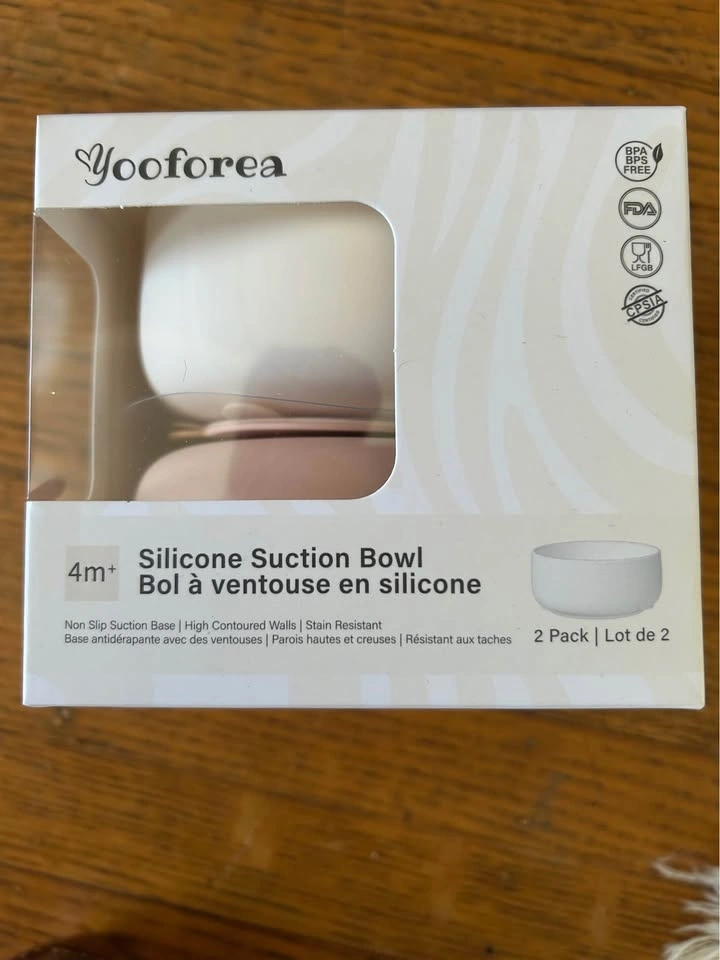 Yooforea
BPA
BPS
FREE
FDA
LFGB
CERTIFIED
CPSIA
CERTIFIED
4m+
Silicone Suction Bowl
Bol à ventouse en silicone
Non Slip Suction Base | High Contoured Walls | Stain Resistant
Base antidérapante avec des ventouses | Parois hautes et creuses | Résistant aux taches
2 Pack | Lot de 2